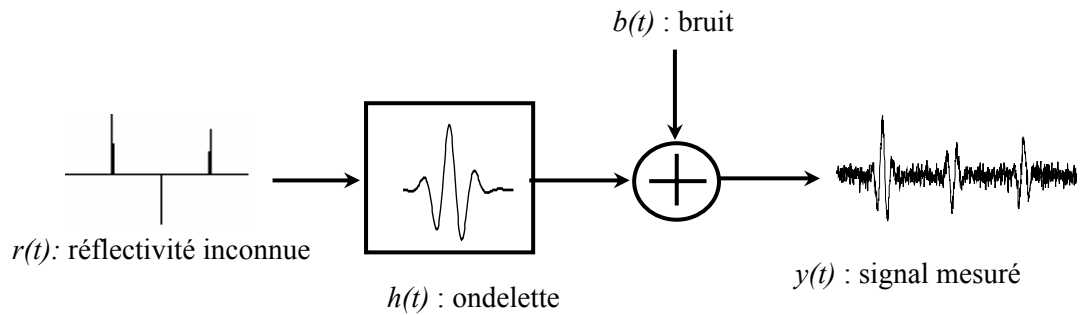 b(t) : bruit
r(t): réflectivité inconnue
h(t) : ondelette
y(t) : signal mesuré